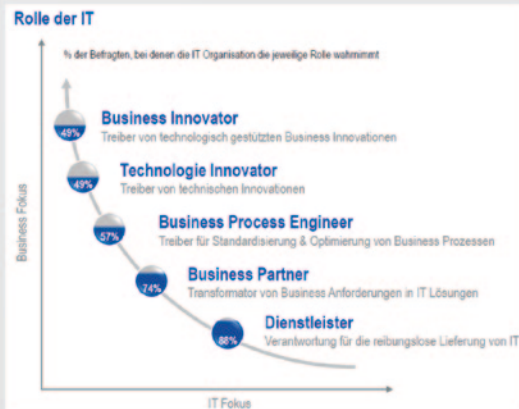 Rolle der IT
% der Befragten, bei denen die IT Organisation die jeweilige Rolle wahrnimmt
Business Innovator
49%
Treiber von technologisch gestützten Business Innovationen
Technologie Innovator
49%
Treiber von technischen Innovationen
Business Process Engineer
57%
Treiber für Standardisierung & Optimierung von Business Prozessen
Business Partner
74%
Transformator von Business Anforderungen in IT Lösungen
Dienstleister
88%
Verantwortung für die reibungslose Lieferung von IT
Business Fokus
IT Fokus